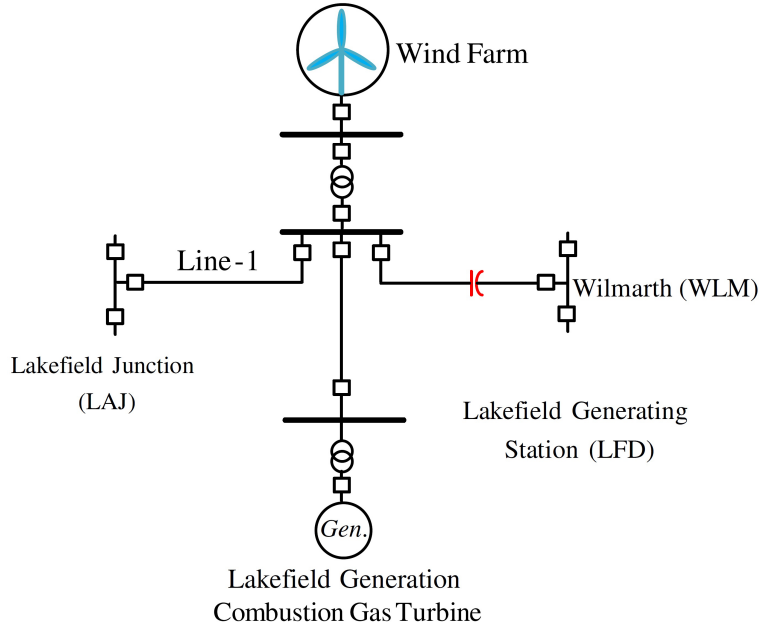 Wind Farm
Line-1
Wilmarth (WLM)
Lakefield Junction
(LAJ)
Lakefield Generating
Station (LFD)
Gen.
Lakefield Generation
Combustion Gas Turbine